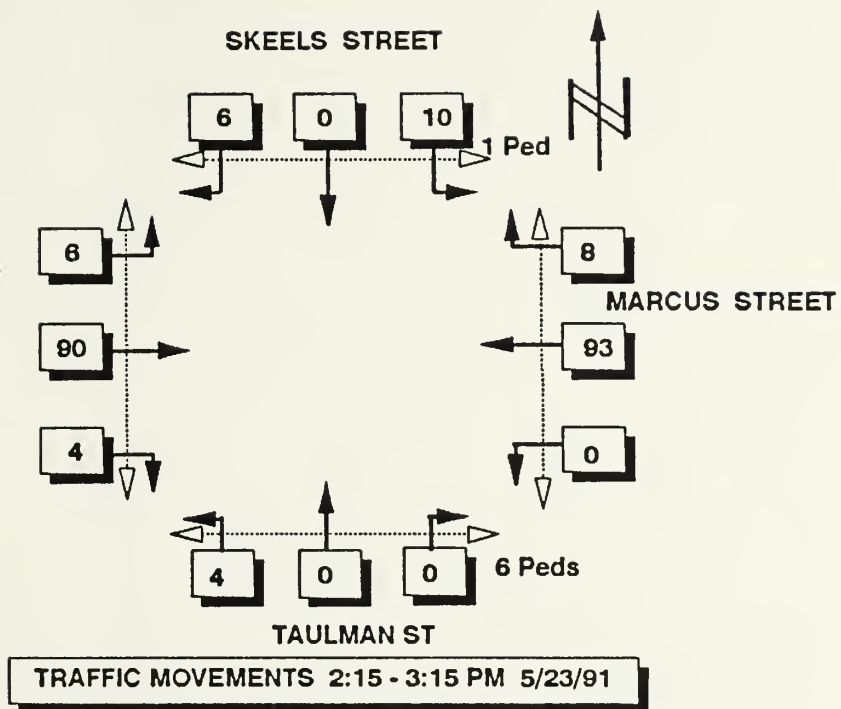 SKEELS STREET
6 0 10
1 Ped
6
8
MARCUS STREET
90
93
4
0
4 0 0
6 Peds
TAULMAN ST
TRAFFIC MOVEMENTS 2:15 - 3:15 PM 5/23/91